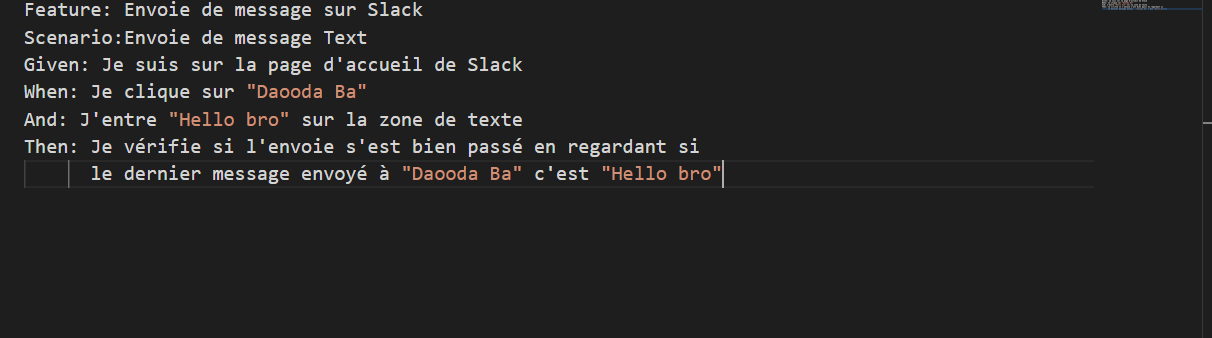 Feature: Envoie de message sur Slack
Scenario:Envoie de message Text
Given: Je suis sur la page d'accueil de Slack
When: Je clique sur "Daooda Ba"
And: J'entre "Hello bro" sur la zone de texte
Then: Je vérifie si l'envoie s'est bien passé en regardant si
le dernier message envoyé à "Daooda Ba" c'est "Hello bro"